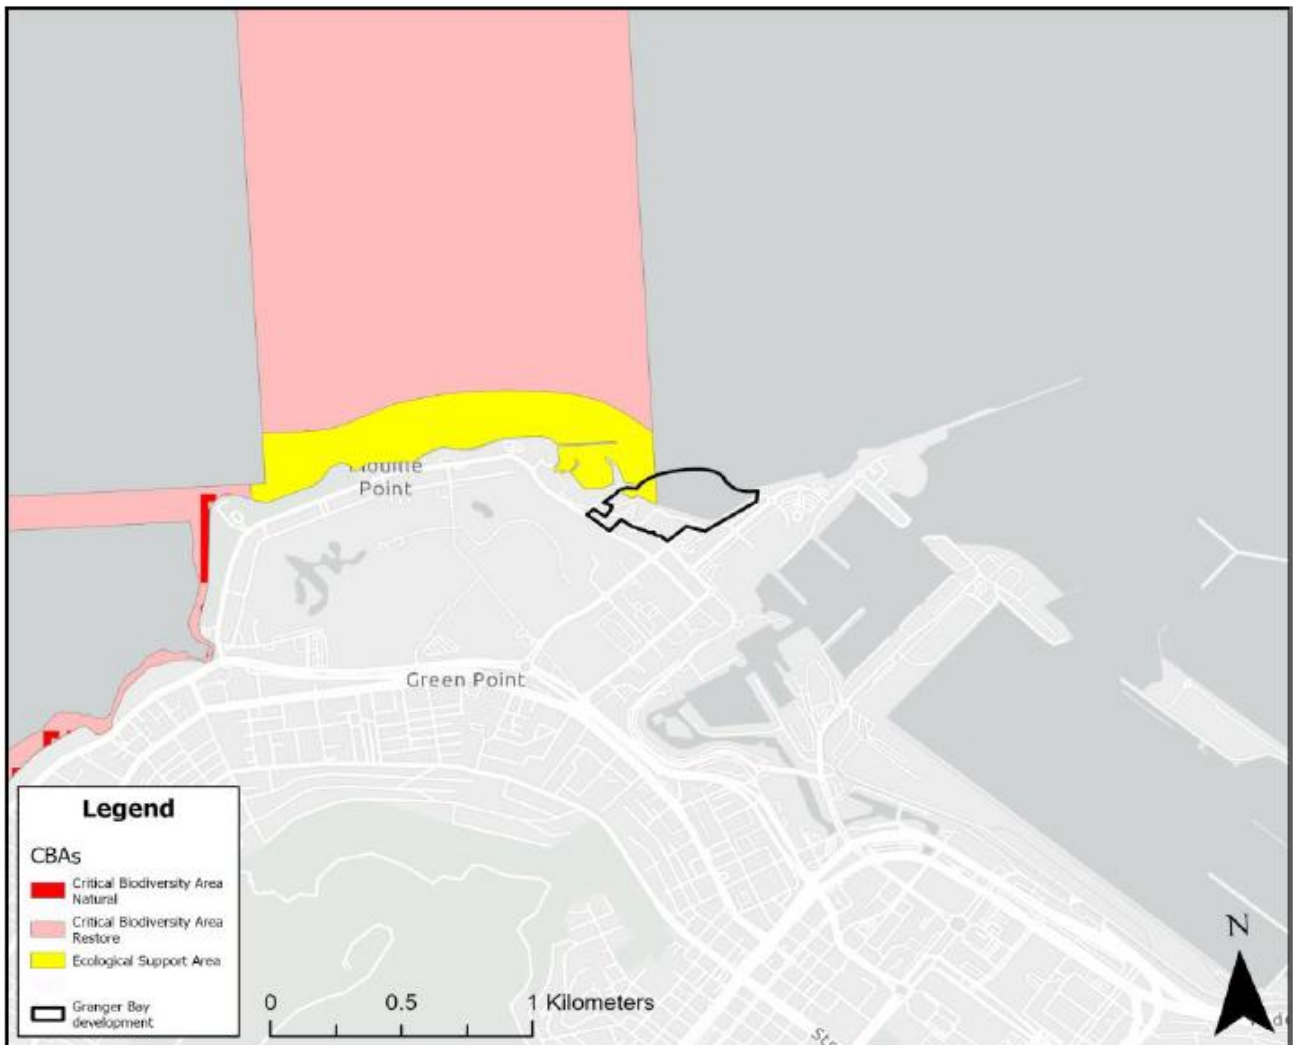 Mouille
Point
Green Point
Legend
CBAs
Critical Biodiversity Area
Natural
Critical Biodiversity Area
Restore
Ecological Support Area
Granger Bay
development
0 0.5 1 Kilometers
N